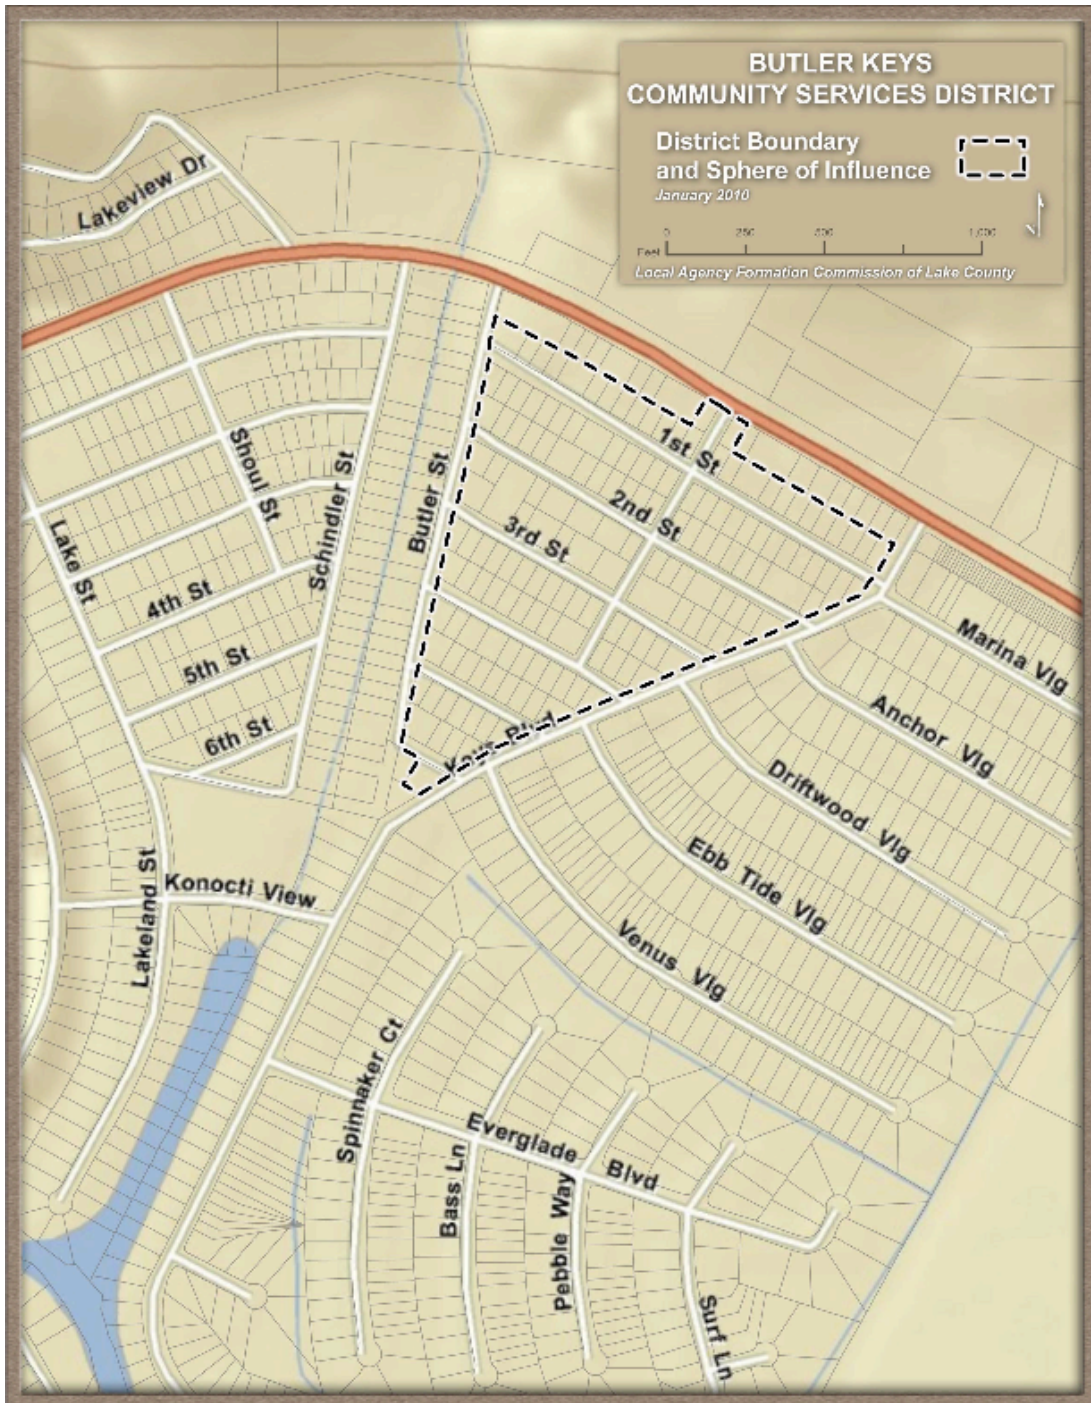 BUTLER KEYS
COMMUNITY SERVICES DISTRICT
District Boundary
and Sphere of Influence
January 2010
0 250 500 1,000
Feet
Local Agency Formation Commission of Lake County
Lakeview Dr
Shoul St
Schindler St
Butler St
1st St
2nd St
3rd St
Lake St
4th St
5th St
6th St
Keys Blvd
Marina Vlg
Anchor Vlg
Driftwood Vlg
Ebb Tide Vlg
Venus Vlg
Lakeland St
Konocti View
Spinnaker Ct
Bass Ln
Everglade Blvd
Pebble Way
Surf Ln